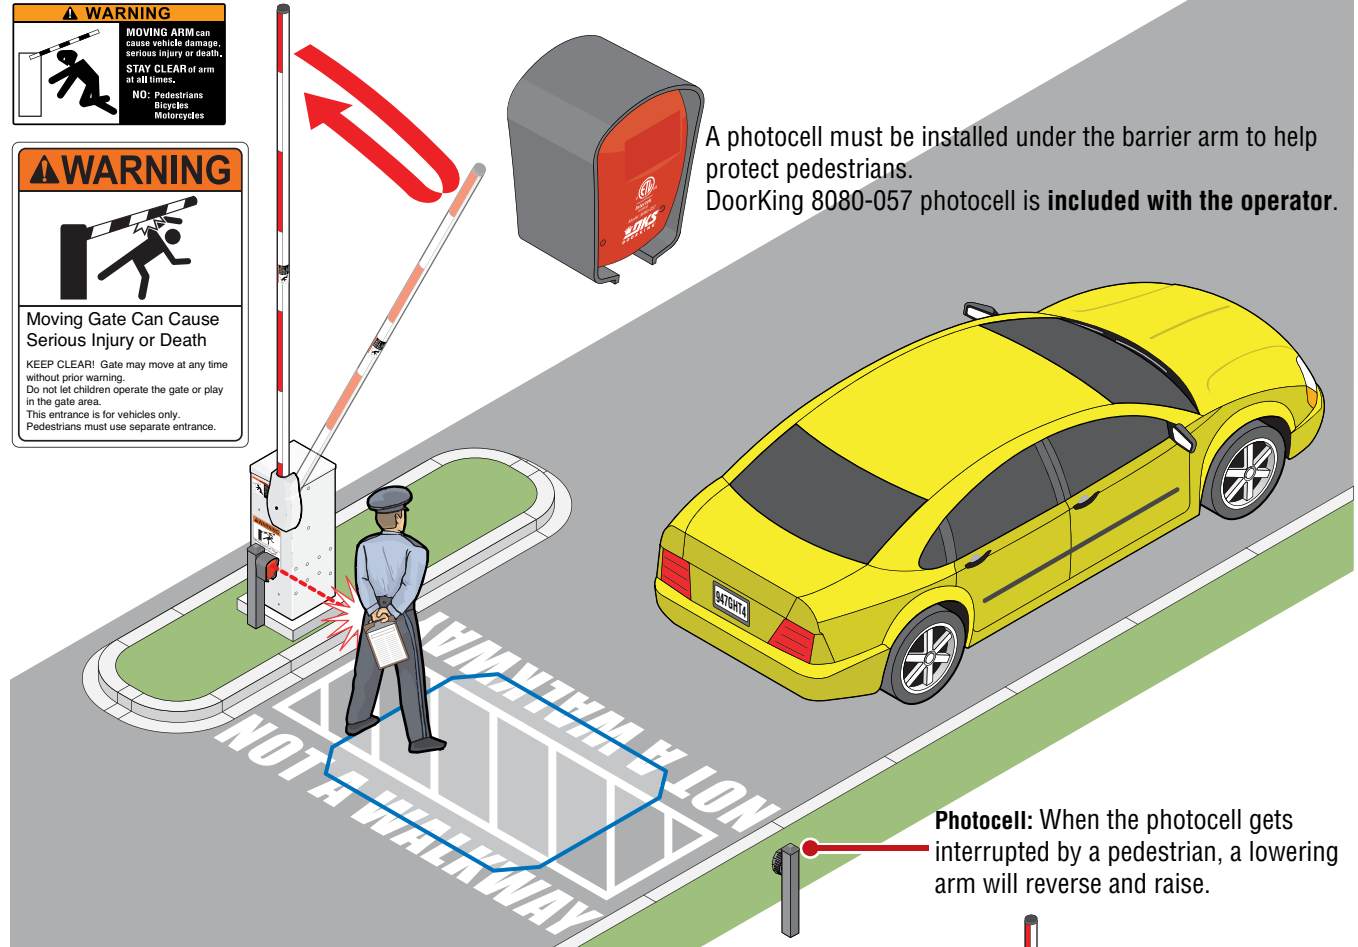 WARNING
MOVING ARM can
cause vehicle damage,
serious injury or death.
STAY CLEAR of arm
at all times.
NO: Pedestrians
Bicycles
Motorcycles
WARNING
Moving Gate Can Cause
Serious Injury or Death
KEEP CLEAR! Gate may move at any time
without prior warning.
Do not let children operate the gate or play
in the gate area.
This entrance is for vehicles only.
Pedestrians must use separate entrance.
ETL
DKS
DOORKING
A photocell must be installed under the barrier arm to help
protect pedestrians.
DoorKing 8080-057 photocell is included with the operator.
WARNING
947GHT4
NOT A WALKWAY
NOT A WALKWAY
Photocell: When the photocell gets
interrupted by a pedestrian, a lowering
arm will reverse and raise.